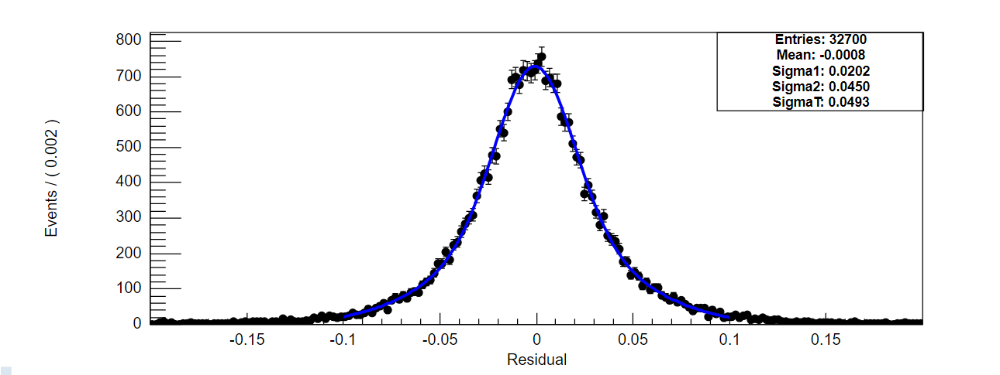 Entries: 32700
Mean: -0.0008
Sigma1: 0.0202
Sigma2: 0.0450
SigmaT: 0.0493
Events / ( 0.002 )
800
700
600
500
400
300
200
100
0
-0.15 -0.1 -0.05 0 0.05 0.1 0.15
Residual